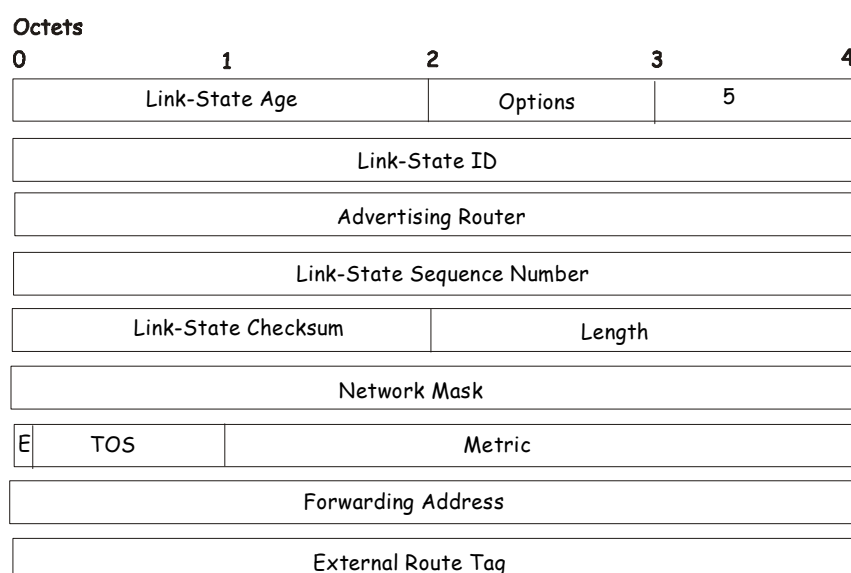 Octets
0 1 2 3 4
Link-State Age Options 5
Link-State ID
Advertising Router
Link-State Sequence Number
Link-State Checksum Length
Network Mask
E TOS Metric
Forwarding Address
External Route Tag